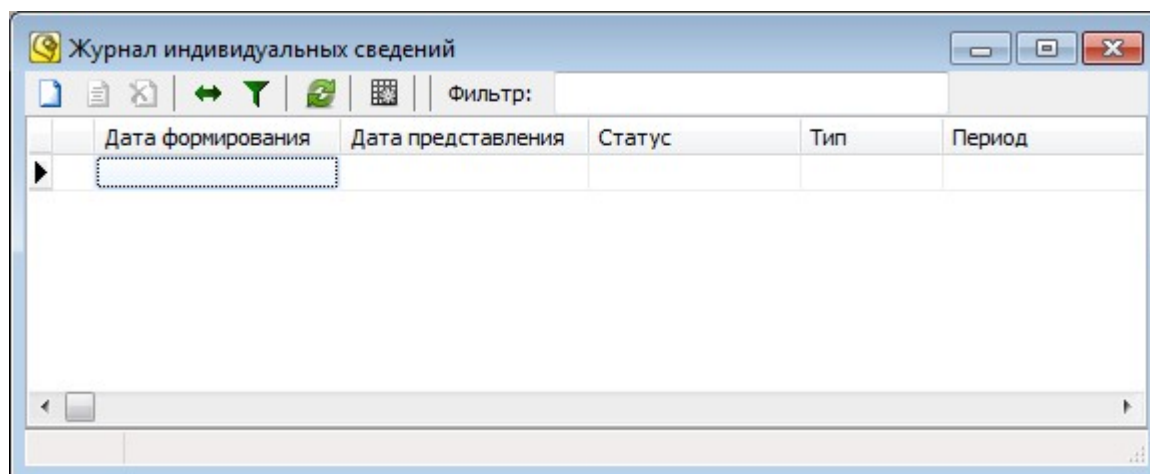 Журнал индивидуальных сведений
Фильтр:
Дата формирования Дата представления Статус Тип Период